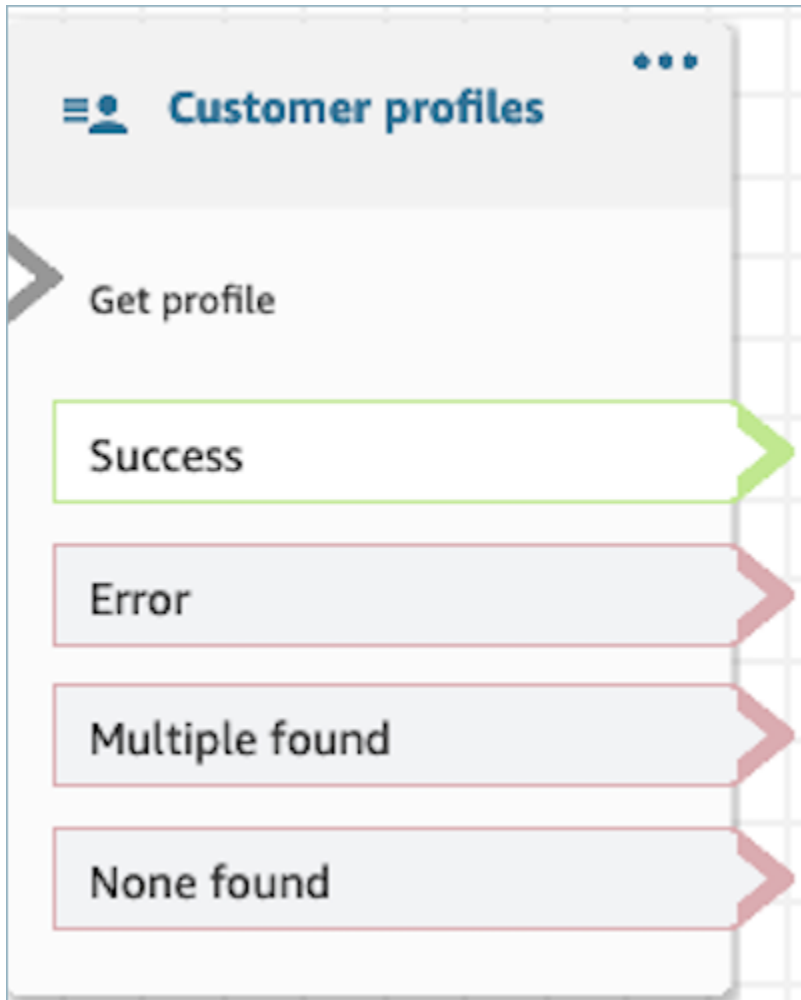 Customer profiles
Get profile
Success
Error
Multiple found
None found